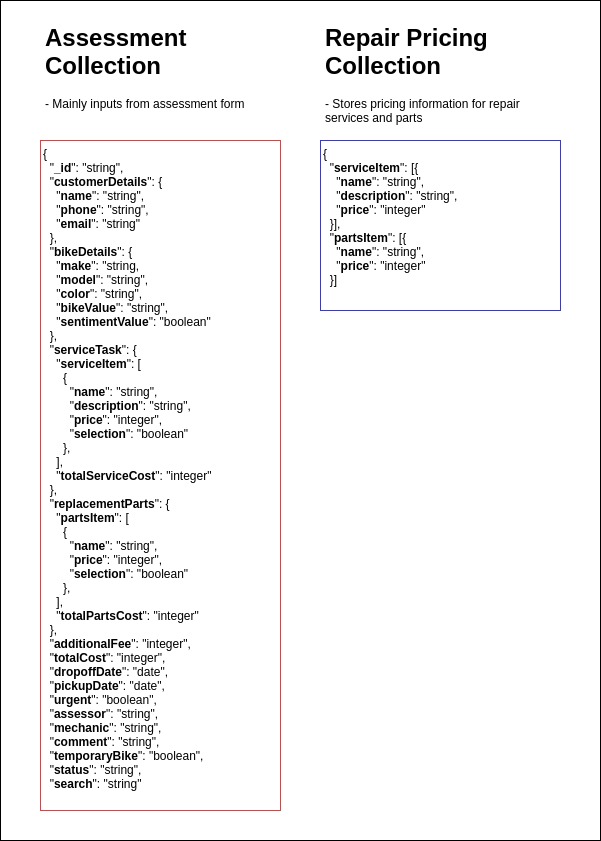 Assessment
Collection
- Mainly inputs from assessment form
{
"_id": "string",
"customerDetails": {
"name": "string",
"phone": "string",
"email": "string"
},
"bikeDetails": {
"make": "string,
"model": "string",
"color": "string",
"bikeValue": "string",
"sentimentValue": "boolean"
},
"serviceTask": {
"serviceItem": [
{
"name": "string",
"description": "string",
"price": "integer",
"selection": "boolean"
},
],
"totalServiceCost": "integer"
},
"replacementParts": {
"partsItem": [
{
"name": "string",
"price": "integer",
"selection": "boolean"
},
],
"totalPartsCost": "integer"
},
"additionalFee": "integer",
"totalCost": "integer",
"dropoffDate": "date",
"pickupDate": "date",
"urgent": "boolean",
"assessor": "string",
"mechanic": "string",
"comment": "string",
"temporaryBike": "boolean",
"status": "string",
"search": "string"
Repair Pricing
Collection
- Stores pricing information for repair
services and parts
{
"serviceItem": [{
"name": "string",
"description": "string",
"price": "integer"
}],
"partsItem": [{
"name": "string",
"price": "integer"
}]